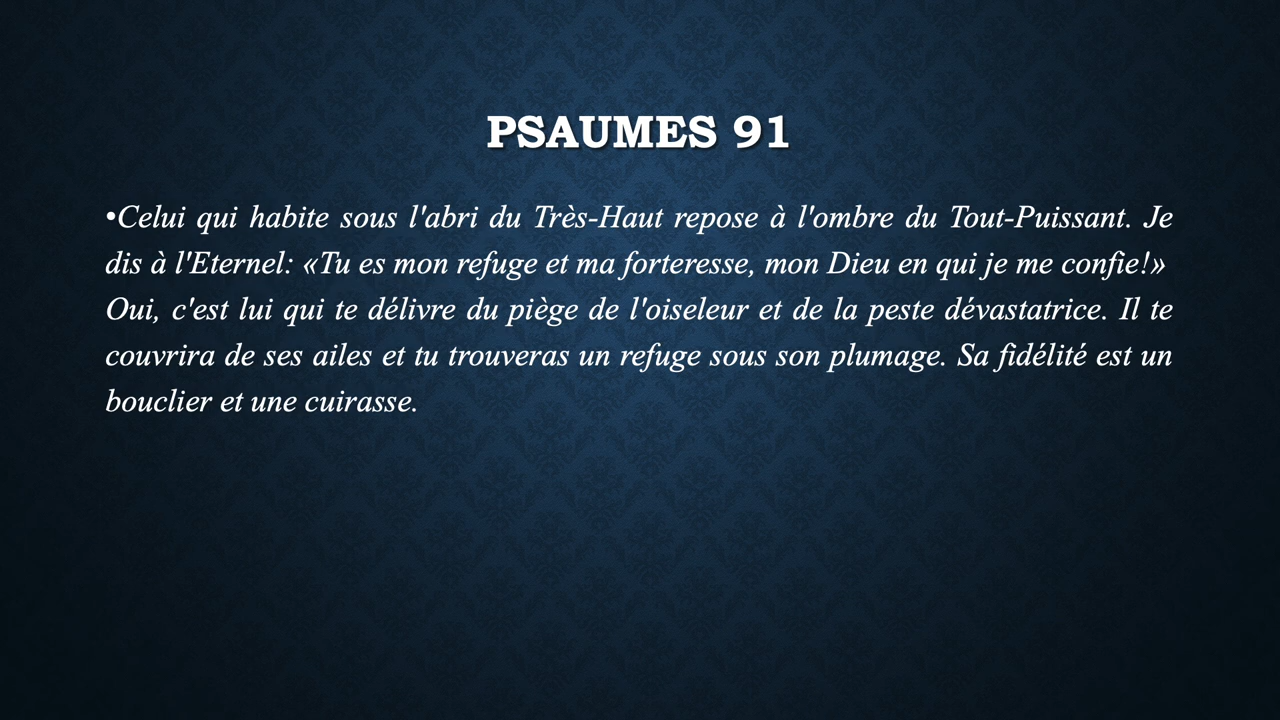 PSAUMES 91
•Celui qui habite sous l'abri du Très-Haut repose à l'ombre du Tout-Puissant. Je
dis à l'Eternel: «Tu es mon refuge et ma forteresse, mon Dieu en qui je me confie!»
Oui, c'est lui qui te délivre du piège de l'oiseleur et de la peste dévastatrice. Il te
couvrira de ses ailes et tu trouveras un refuge sous son plumage. Sa fidélité est un
bouclier et une cuirasse.